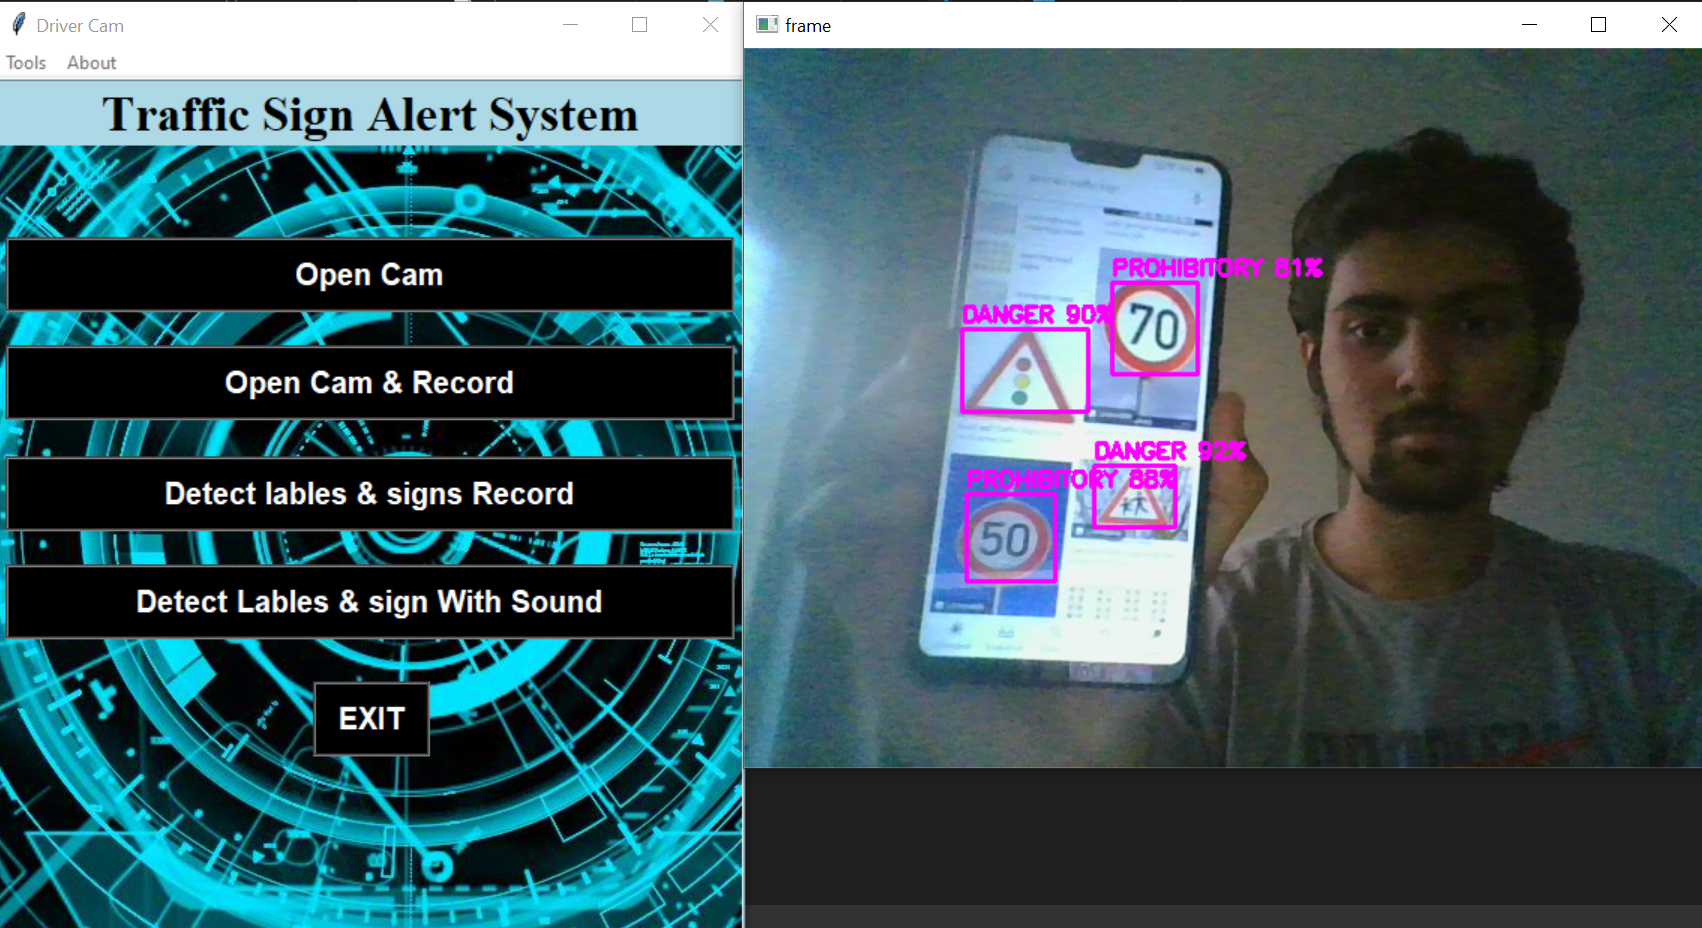 Driver Cam
Tools About
Traffic Sign Alert System
Open Cam
Open Cam & Record
Detect lables & signs Record
Detect Lables & sign With Sound
EXIT
frame
PROHIBITORY 81%
DANGER 90%
70
DANGER 92%
PROHIBITORY 88%
50